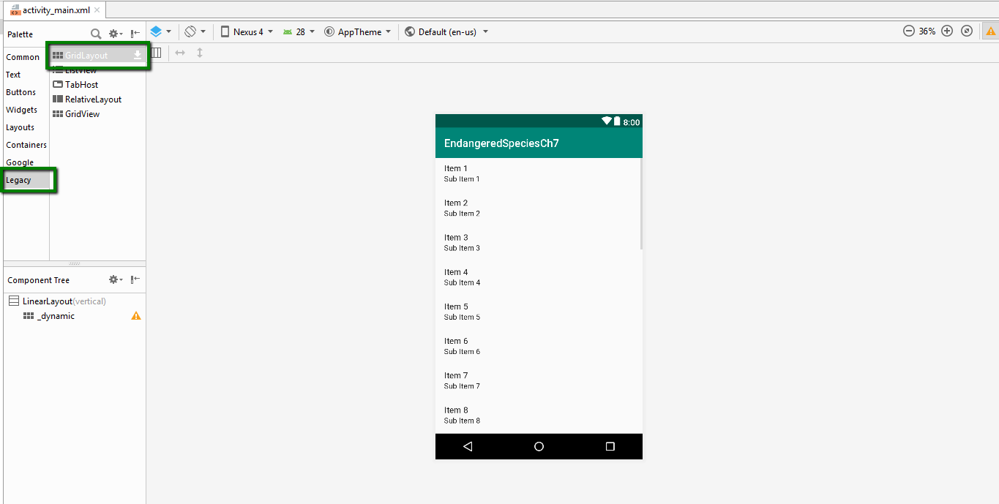 activity_main.xml
Palette
Nexus 4
28
AppTheme
Default (en-us)
36%
Common
Text
Buttons
Widgets
Layouts
Containers
Google
Legacy
GridLayout
ListView
TabHost
RelativeLayout
GridView
Component Tree
LinearLayout(vertical)
_dynamic
8:00
EndangeredSpeciesCh7
Item 1
Sub Item 1
Item 2
Sub Item 2
Item 3
Sub Item 3
Item 4
Sub Item 4
Item 5
Sub Item 5
Item 6
Sub Item 6
Item 7
Sub Item 7
Item 8
Sub Item 8